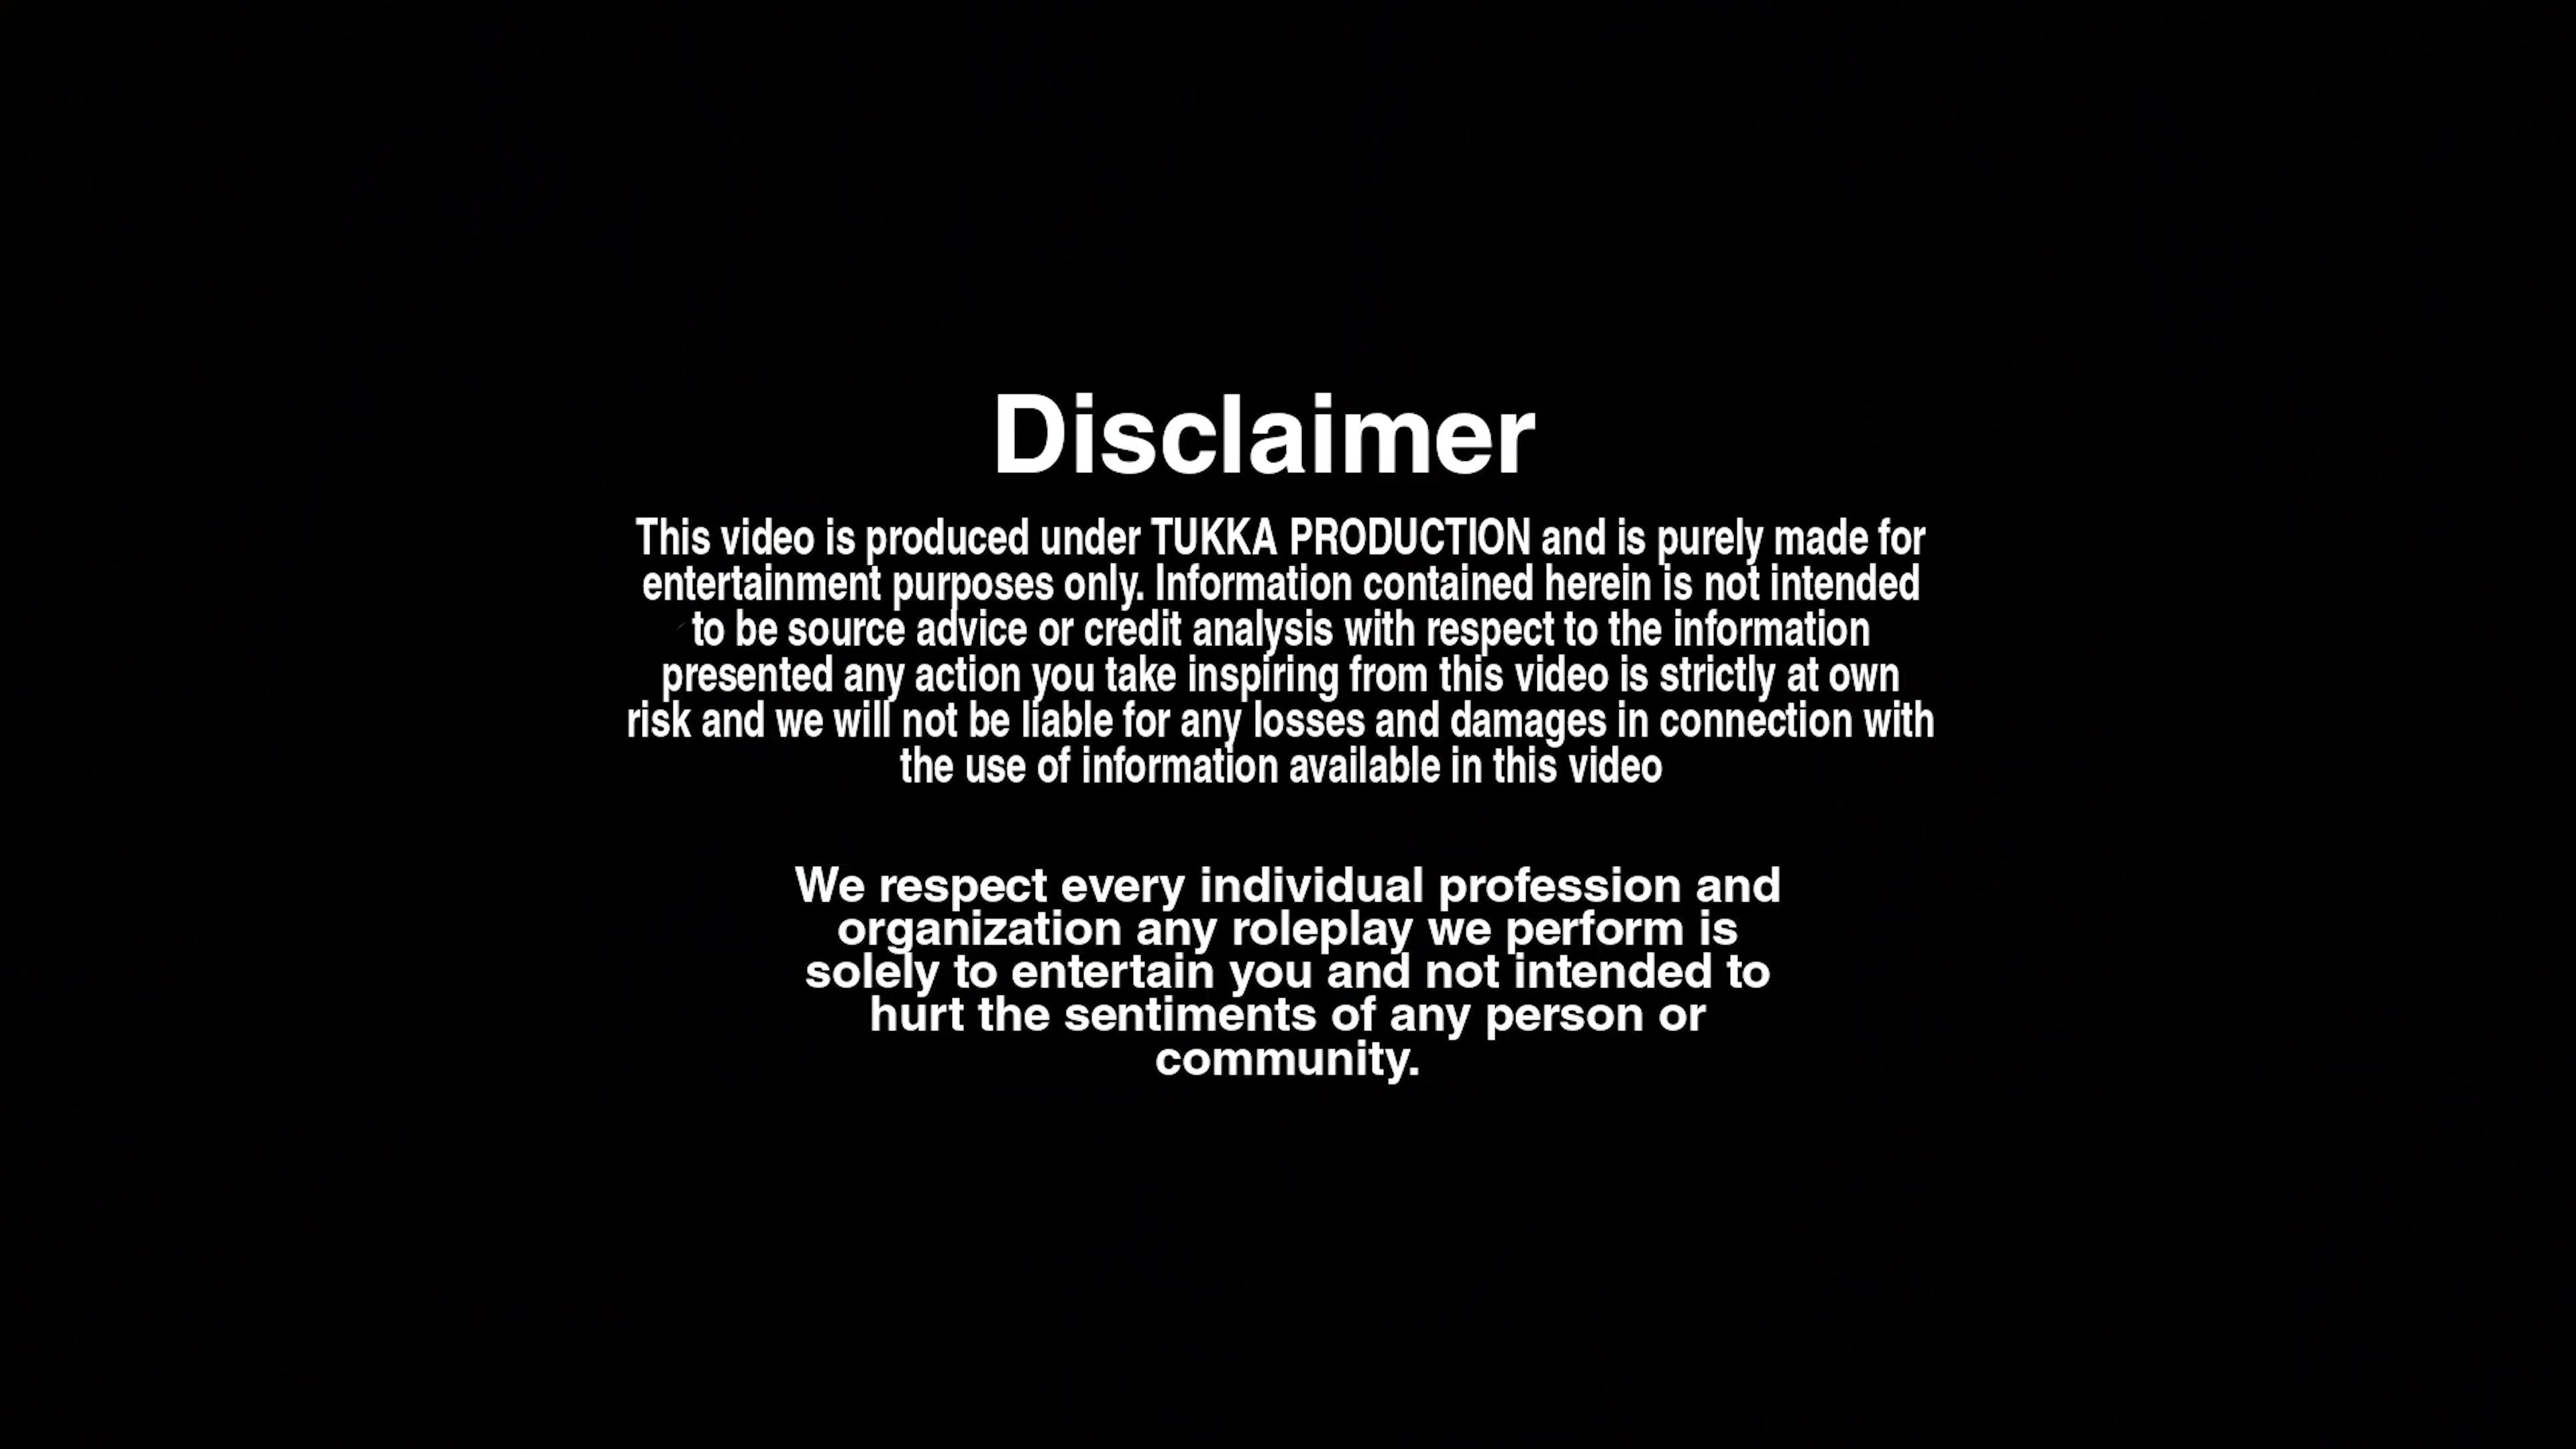 Disclaimer
This video is produced under TUKKA PRODUCTION and is purely made for
entertainment purposes only. Information contained herein is not intended
to be source advice or credit analysis with respect to the information
presented any action you take inspiring from this video is strictly at own
risk and we will not be liable for any losses and damages in connection with
the use of information available in this video
We respect every individual profession and
organization any roleplay we perform is
solely to entertain you and not intended to
hurt the sentiments of any person or
community.